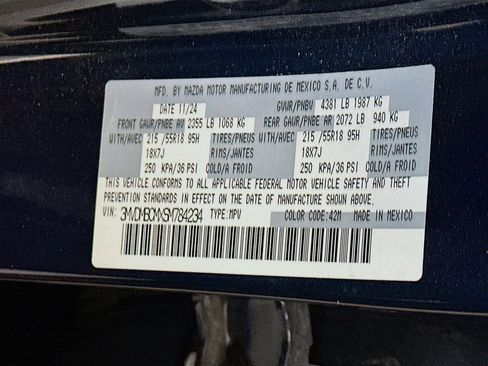 MFD. BY MAZDA MOTOR MANUFACTURING DE MEXICO S.A. DE C.V.
DATE 11/24 GVWR/PNBV 4381 LB 1987 KG
FRONT GAWR/PNBE AV 2355 LB 1068 KG REAR GAWR/PNBE AR 2072 LB 940 KG
WITH/AVEC 215 /55R18 95H TIRES/PNEUS WITH/AVEC 215 /55R18 95H TIRES/PNEUS
18X7J RIMS/JANTES 18X7J RIMS/JANTES
250 KPA/36 PSI COLD/A FROID 250 KPA/36 PSI COLD/A FROID
THIS VEHICLE CONFORMS TO ALL APPLICABLE FEDERAL MOTOR VEHICLE SAFETY AND THEFT
PREVENTION STANDARDS IN EFFECT ON THE DATE OF MANUFACTURE SHOWN ABOVE.
VIN: 3MVDMBCMXSM784234 TYPE: MPV COLOR CODE: 42M MADE IN MEXICO